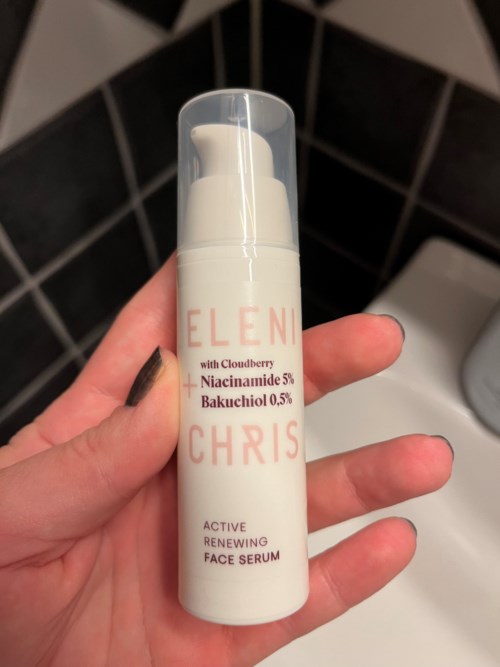 ELENI
with Cloudberry
+ Niacinamide 5%
Bakuchiol 0,5%
CHRIS
ACTIVE
RENEWING
FACE SERUM